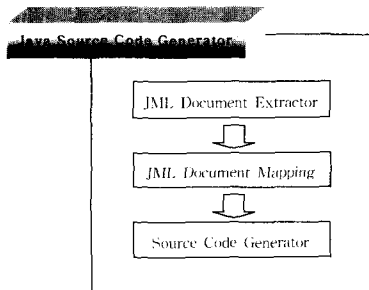 Java Source Code Generator
JML Document Extractor
JML Document Mapping
Source Code Generator